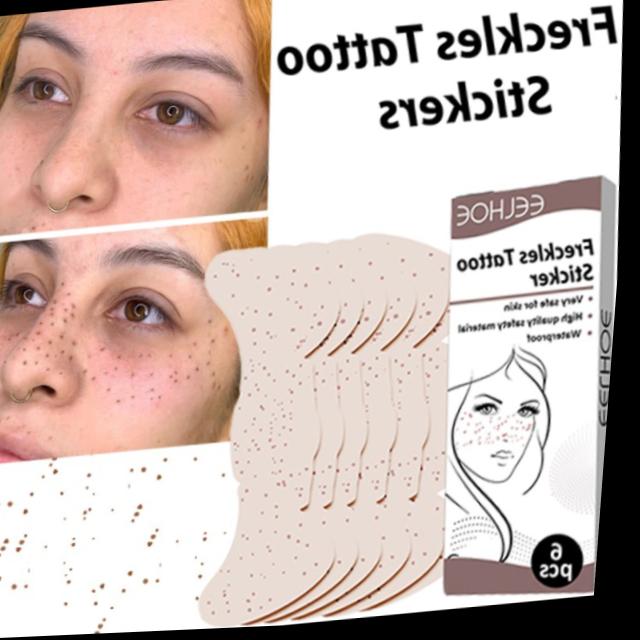 Freckles Tattoo
Stickers
EELHOE
Freckles Tattoo
Sticker
Very safe for skin
High quality safety material
Waterproof
EELHOE
6
pcs